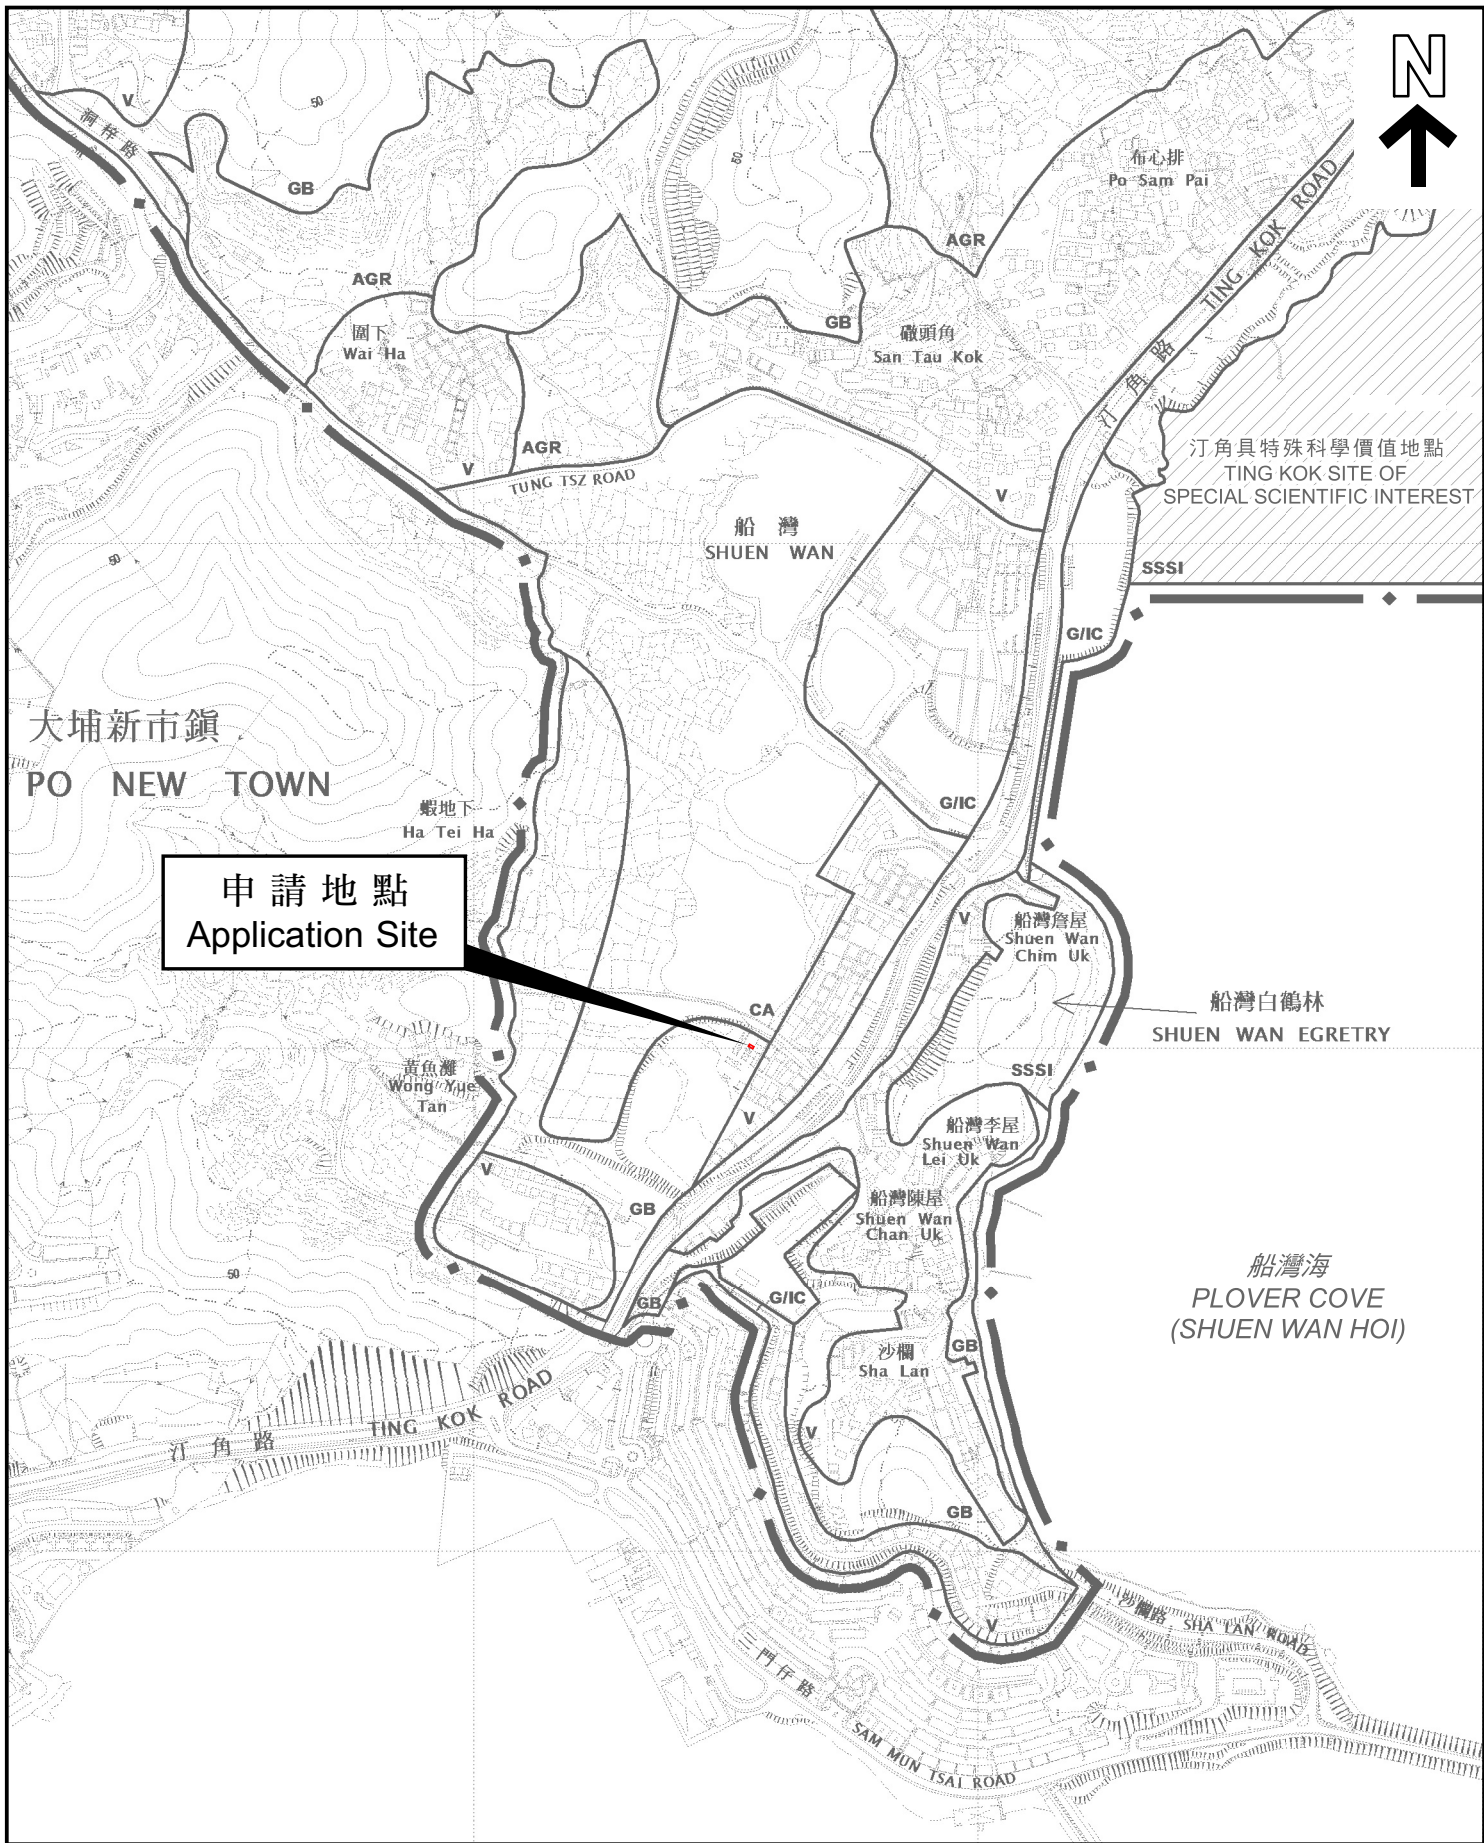 N
V
洞梓路
50
GB
50
布心排
Po Sam Pai
AGR
TING KOK ROAD
汀角路
AGR
圍下
Wai Ha
GB
San Tau Kok
汀角具特殊科學價值地點
TING KOK SITE OF
SPECIAL SCIENTIFIC INTEREST
AGR
V
TUNG TSZ ROAD
V
船灣
SHUEN WAN
50
SSSI
G/IC
大埔新市鎮
PO NEW TOWN
蝦地下
Ha Tei Ha
G/IC
申請地點
Application Site
V
船灣詹屋
Shuen Wan
Chim Uk
CA
船灣白鶴林
SHUEN WAN EGRETRY
黃魚灘
Wong Yue
Tan
SSSI
V
船灣李屋
Shuen Wan
Lei Uk
V
GB
船灣陳屋
Shuen Wan
Chan Uk
50
船灣海
PLOVER COVE
(SHUEN WAN HOI)
GB
G/IC
GB
沙欄
Sha Lan
汀角路
TING KOK ROAD
V
GB
V
沙欄路 SHA LAN ROAD
三門仔路
SAM MUN TSAI ROAD